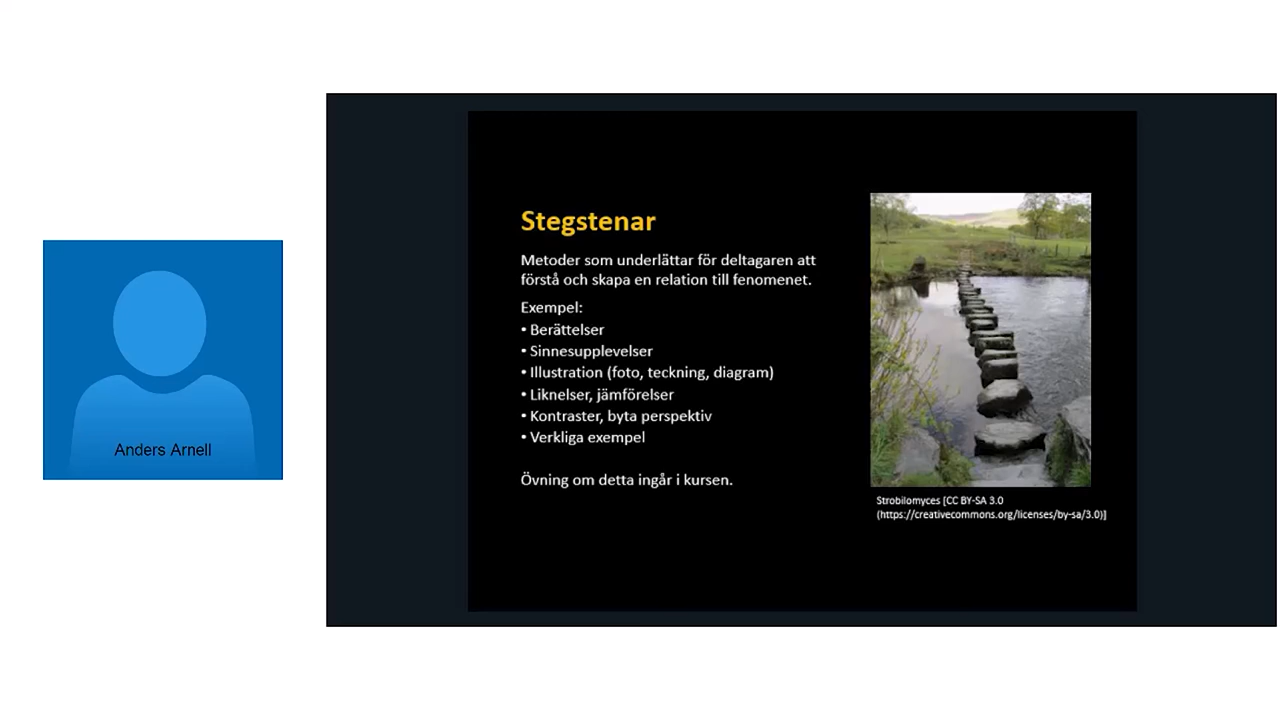 Anders Arnell
Stegstenar
Metoder som underlättar för deltagaren att
förstå och skapa en relation till fenomenet.
Exempel:
• Berättelser
• Sinnesupplevelser
• Illustration (foto, teckning, diagram)
• Liknelser, jämförelser
• Kontraster, byta perspektiv
• Verkliga exempel
Övning om detta ingår i kursen.
Strobilomyces [CC BY-SA 3.0
(https://creativecommons.org/licenses/by-sa/3.0)]